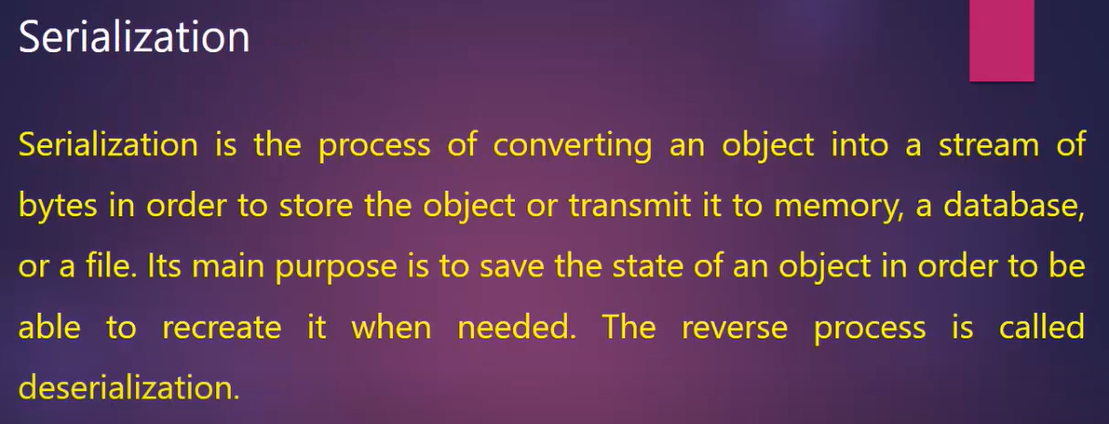 Serialization
Serialization is the process of converting an object into a stream of
bytes in order to store the object or transmit it to memory, a database,
or a file. Its main purpose is to save the state of an object in order to be
able to recreate it when needed. The reverse process is called
deserialization.